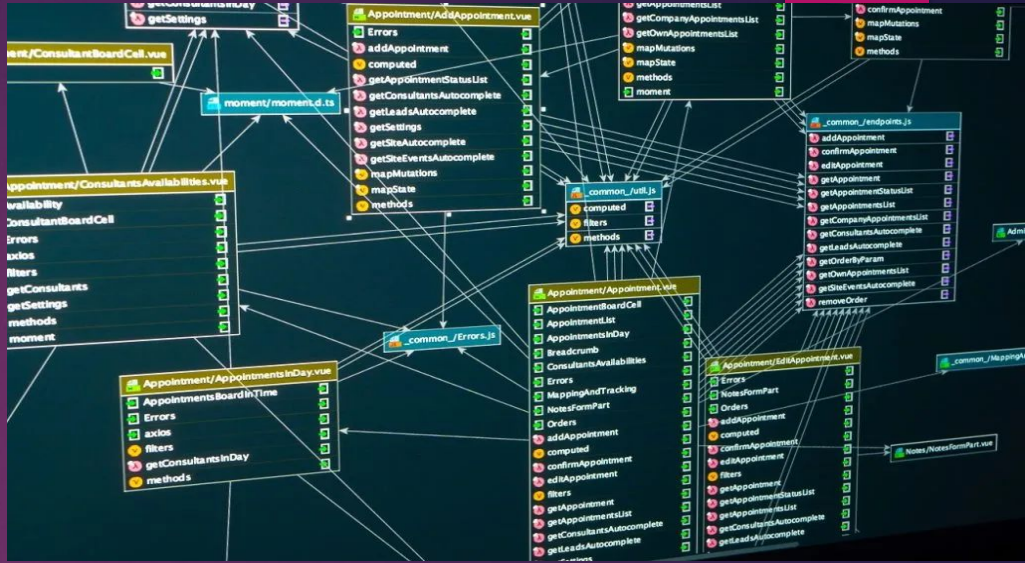 getSettings
ent/ConsultantBoardCell.vue
moment/moment.d.ts
Appointment/AddAppointment.vue
Errors
addAppointment
computed
getAppointmentStatusList
getConsultantsAutocomplete
getLeadsAutocomplete
getSettings
getSiteAutocomplete
getSiteEventsAutocomplete
mapMutations
mapState
methods
getCompanyAppointmentsList
getOwnAppointmentsList
mapMutations
mapState
methods
moment
confirmAppointment
mapMutations
mapState
methods
_common_/endpoints.js
addAppointment
confirmAppointment
editAppointment
getAppointment
getAppointmentStatusList
getAppointmentsList
getCompanyAppointmentsList
getConsultantsAutocomplete
getLeadsAutocomplete
getOrderByParam
getOwnAppointmentsList
getSiteEventsAutocomplete
removeOrder
_common_/util.js
computed
filters
methods
Appointment/ConsultantsAvailabilities.vue
Availability
ConsultantBoardCell
Errors
axios
filters
getConsultants
getSettings
methods
moment
_common_/Errors.js
Appointment/AppointmentsInDay.vue
AppointmentsBoardInTime
Errors
axios
filters
getConsultantsInDay
methods
Appointment/Appointment.vue
AppointmentBoardCell
AppointmentList
AppointmentsInDay
Breadcrumb
ConsultantsAvailabilities
Errors
MappingAndTracking
NotesFormPart
Orders
addAppointment
computed
confirmAppointment
editAppointment
filters
getAppointment
getAppointmentsList
getConsultantsAutocomplete
getLeadsAutocomplete
Appointment/EditAppointment.vue
Errors
NotesFormPart
Orders
addAppointment
computed
confirmAppointment
editAppointment
filters
getAppointment
getAppointmentStatusList
getAppointmentsList
getConsultantsAutocomplete
getLeadsAutocomplete
_common_/MappingA
Notes/NotesFormPart.vue